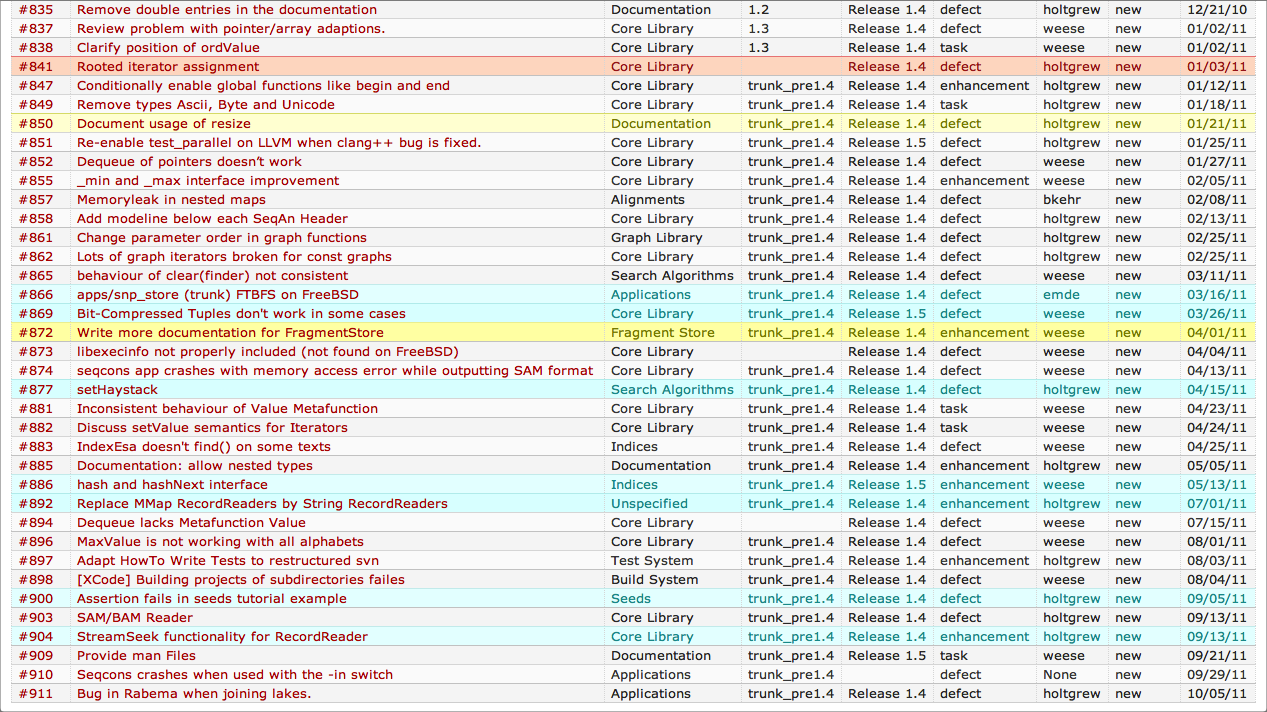 #835 Remove double entries in the documentation Documentation 1.2 Release 1.4 defect holtgrew new 12/21/10
#837 Review problem with pointer/array adaptions. Core Library 1.3 Release 1.4 defect weese new 01/02/11
#838 Clarify position of ordValue Core Library 1.3 Release 1.4 task weese new 01/02/11
#841 Rooted iterator assignment Core Library Release 1.4 defect holtgrew new 01/03/11
#847 Conditionally enable global functions like begin and end Core Library trunk_pre1.4 Release 1.4 enhancement holtgrew new 01/12/11
#849 Remove types Ascii, Byte and Unicode Core Library trunk_pre1.4 Release 1.4 task holtgrew new 01/18/11
#850 Document usage of resize Documentation trunk_pre1.4 Release 1.4 defect holtgrew new 01/21/11
#851 Re-enable test_parallel on LLVM when clang++ bug is fixed. Core Library trunk_pre1.4 Release 1.5 defect holtgrew new 01/25/11
#852 Dequeue of pointers doesn’t work Core Library trunk_pre1.4 Release 1.4 defect weese new 01/27/11
#855 _min and _max interface improvement Core Library trunk_pre1.4 Release 1.4 enhancement weese new 02/05/11
#857 Memoryleak in nested maps Alignments trunk_pre1.4 Release 1.4 defect bkehr new 02/08/11
#858 Add modeline below each SeqAn Header Core Library trunk_pre1.4 Release 1.4 defect holtgrew new 02/13/11
#861 Change parameter order in graph functions Graph Library trunk_pre1.4 Release 1.4 defect holtgrew new 02/25/11
#862 Lots of graph iterators broken for const graphs Core Library trunk_pre1.4 Release 1.4 defect holtgrew new 02/25/11
#865 behaviour of clear(finder) not consistent Search Algorithms trunk_pre1.4 Release 1.4 defect weese new 03/11/11
#866 apps/snp_store (trunk) FTBFS on FreeBSD Applications trunk_pre1.4 Release 1.4 defect emde new 03/16/11
#869 Bit-Compressed Tuples don't work in some cases Core Library trunk_pre1.4 Release 1.5 defect weese new 03/26/11
#872 Write more documentation for FragmentStore Fragment Store trunk_pre1.4 Release 1.4 enhancement weese new 04/01/11
#873 libexecinfo not properly included (not found on FreeBSD) Core Library Release 1.4 defect weese new 04/04/11
#874 seqcons app crashes with memory access error while outputting SAM format Core Library trunk_pre1.4 Release 1.4 defect weese new 04/13/11
#877 setHaystack Search Algorithms trunk_pre1.4 Release 1.4 defect holtgrew new 04/15/11
#881 Inconsistent behaviour of Value Metafunction Core Library trunk_pre1.4 Release 1.4 task weese new 04/23/11
#882 Discuss setValue semantics for Iterators Core Library trunk_pre1.4 Release 1.4 task weese new 04/24/11
#883 IndexEsa doesn't find() on some texts Indices trunk_pre1.4 Release 1.4 defect weese new 04/25/11
#885 Documentation: allow nested types Documentation trunk_pre1.4 Release 1.4 enhancement holtgrew new 05/05/11
#886 hash and hashNext interface Indices trunk_pre1.4 Release 1.5 enhancement weese new 05/13/11
#892 Replace MMap RecordReaders by String RecordReaders Unspecified trunk_pre1.4 Release 1.4 enhancement holtgrew new 07/01/11
#894 Dequeue lacks Metafunction Value Core Library Release 1.4 defect weese new 07/15/11
#896 MaxValue is not working with all alphabets Core Library trunk_pre1.4 Release 1.4 defect weese new 08/01/11
#897 Adapt HowTo Write Tests to restructured svn Test System trunk_pre1.4 Release 1.4 enhancement holtgrew new 08/03/11
#898 [XCode] Building projects of subdirectories failes Build System trunk_pre1.4 Release 1.4 defect weese new 08/04/11
#900 Assertion fails in seeds tutorial example Seeds trunk_pre1.4 Release 1.4 defect holtgrew new 09/05/11
#903 SAM/BAM Reader Core Library trunk_pre1.4 Release 1.4 defect holtgrew new 09/13/11
#904 StreamSeek functionality for RecordReader Core Library trunk_pre1.4 Release 1.4 enhancement holtgrew new 09/13/11
#909 Provide man Files Documentation trunk_pre1.4 Release 1.5 task weese new 09/21/11
#910 Seqcons crashes when used with the -in switch Applications trunk_pre1.4 defect None new 09/29/11
#911 Bug in Rabema when joining lakes. Applications trunk_pre1.4 Release 1.4 defect holtgrew new 10/05/11